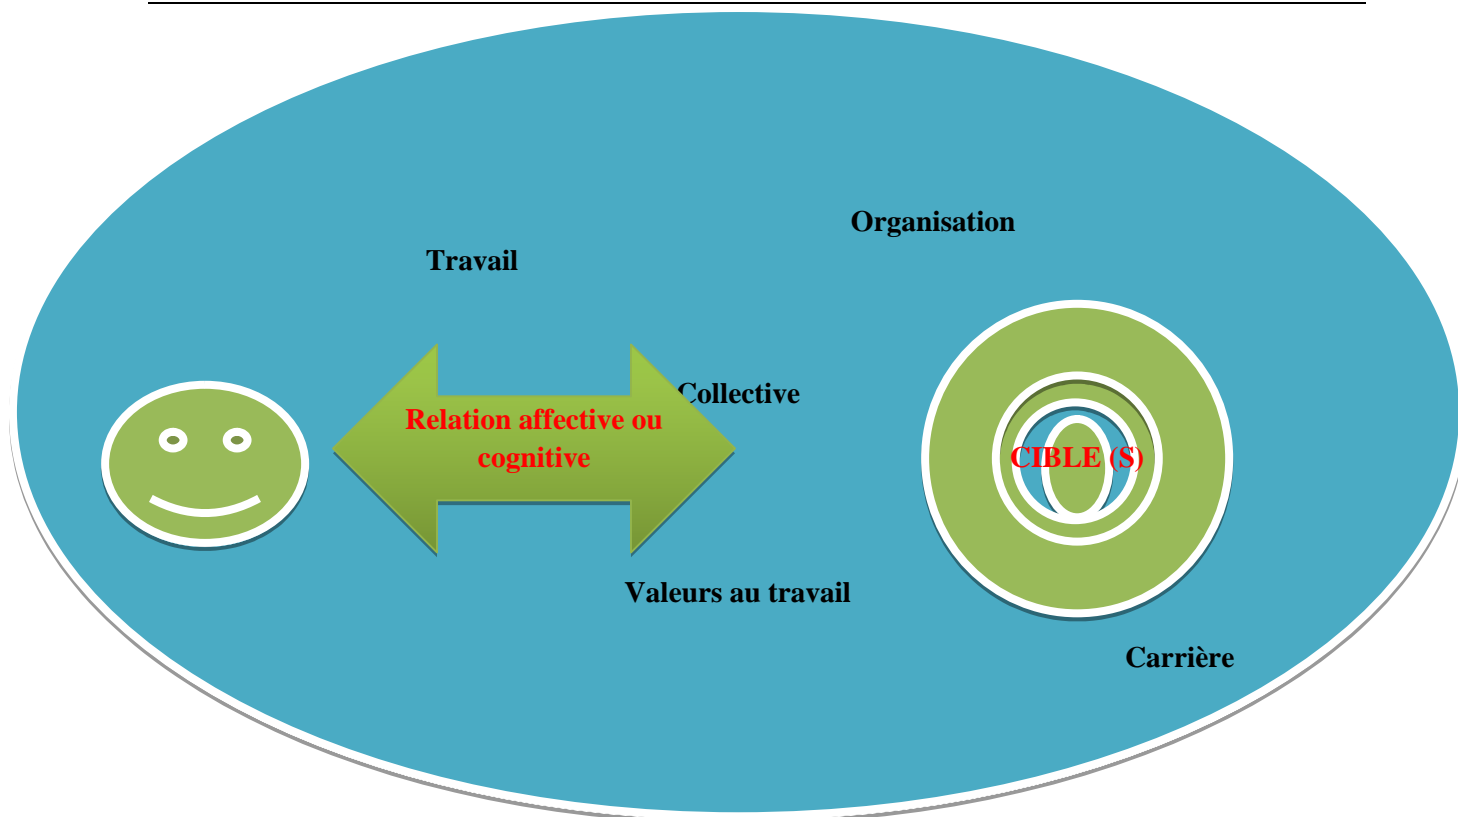 Organisation
Travail
Collective
Relation affective ou
cognitive
CIBLE (S)
Valeurs au travail
Carrière